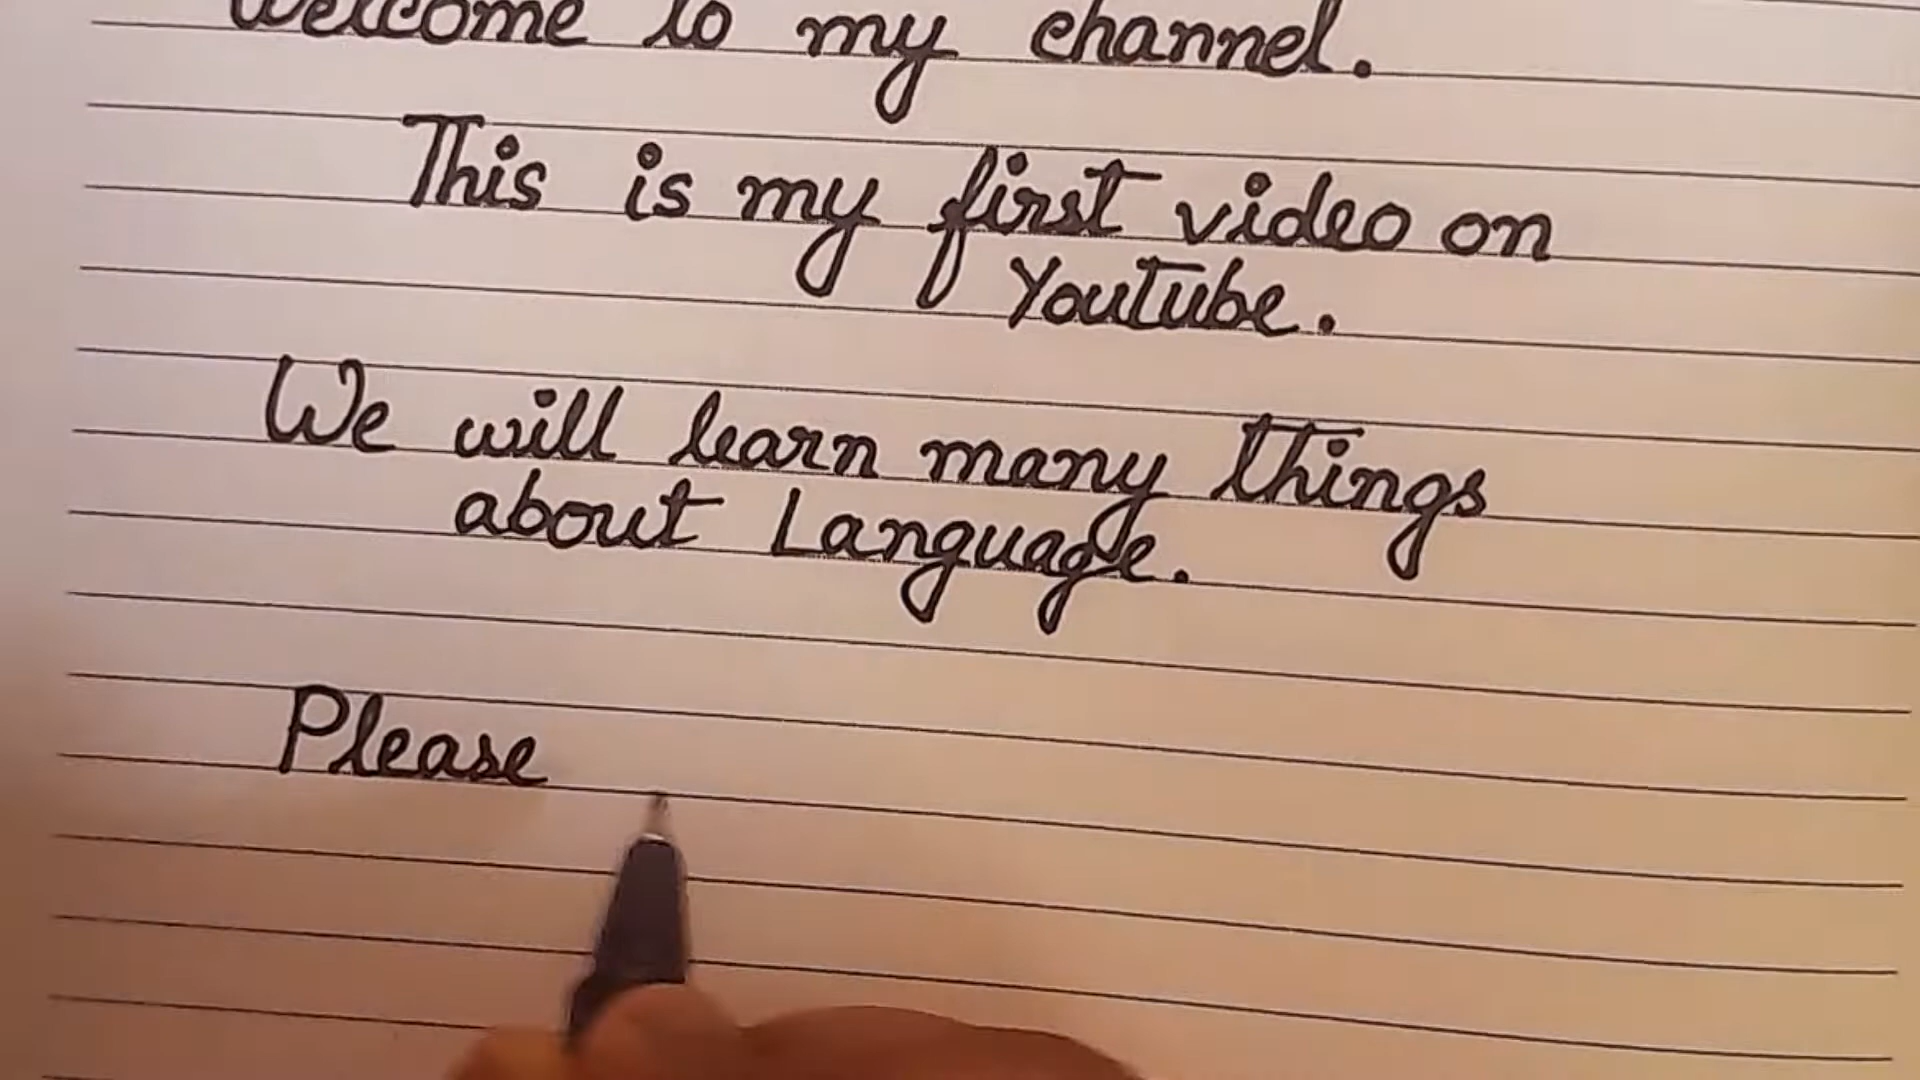 Welcome to my channel.
This is my first video on
Youtube.
We will learn many things
about Language.
Please